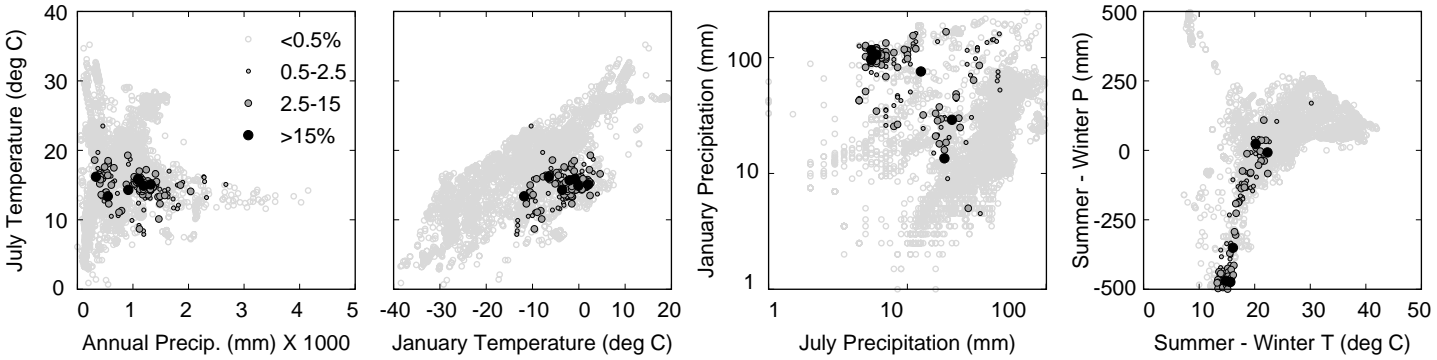 July Temperature (deg C)
40
30
20
10
0
0 1 2 3 4 5
Annual Precip. (mm) X 1000
<0.5%
0.5-2.5
2.5-15
>15%
-40 -30 -20 -10 0 10 20
January Temperature (deg C)
January Precipitation (mm)
100
10
1
1 10 100
July Precipitation (mm)
Summer - Winter P (mm)
500
250
0
-250
-500
0 10 20 30 40 50
Summer - Winter T (deg C)